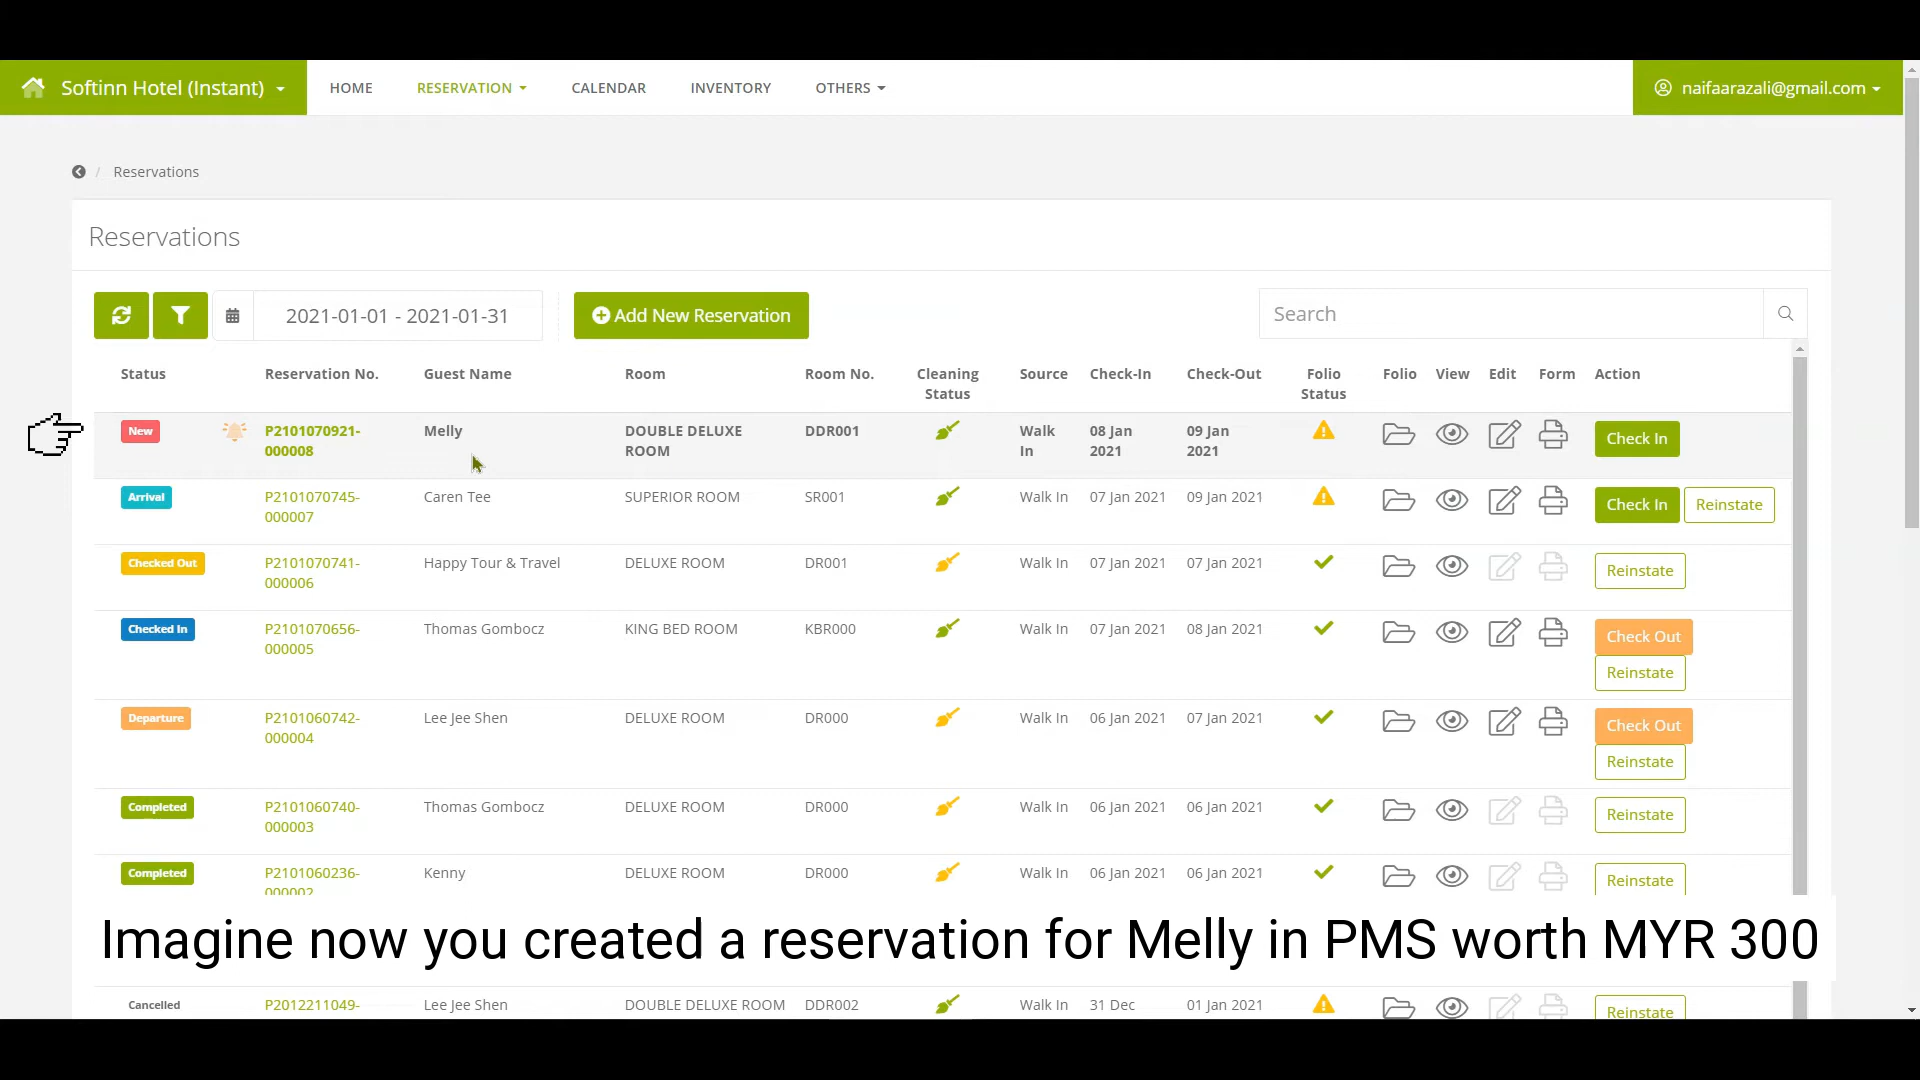 Softinn Hotel (Instant) HOME RESERVATION CALENDAR INVENTORY OTHERS naifaarazali@gmail.com
/ Reservations
Reservations
2021-01-01 - 2021-01-31 Add New Reservation Search
Status Reservation No. Guest Name Room Room No. Cleaning Status Source Check-In Check-Out Folio Status Folio View Edit Form Action
New P2101070921-000008 Melly DOUBLE DELUXE ROOM DDR001 Walk In 08 Jan 2021 09 Jan 2021 Check In
Arrival P2101070745-000007 Caren Tee SUPERIOR ROOM SR001 Walk In 07 Jan 2021 09 Jan 2021 Check In Reinstate
Checked Out P2101070741-000006 Happy Tour & Travel DELUXE ROOM DR001 Walk In 07 Jan 2021 07 Jan 2021 Reinstate
Checked In P2101070656-000005 Thomas Gombocz KING BED ROOM KBR000 Walk In 07 Jan 2021 08 Jan 2021 Check Out Reinstate
Departure P2101060742-000004 Lee Jee Shen DELUXE ROOM DR000 Walk In 06 Jan 2021 07 Jan 2021 Check Out Reinstate
Completed P2101060740-000003 Thomas Gombocz DELUXE ROOM DR000 Walk In 06 Jan 2021 06 Jan 2021 Reinstate
Completed P2101060236-000002 Kenny DELUXE ROOM DR000 Walk In 06 Jan 2021 06 Jan 2021 Reinstate
Imagine now you created a reservation for Melly in PMS worth MYR 300
Cancelled P2012211049- Lee Jee Shen DOUBLE DELUXE ROOM DDR002 Walk In 31 Dec 01 Jan 2021 Reinstate